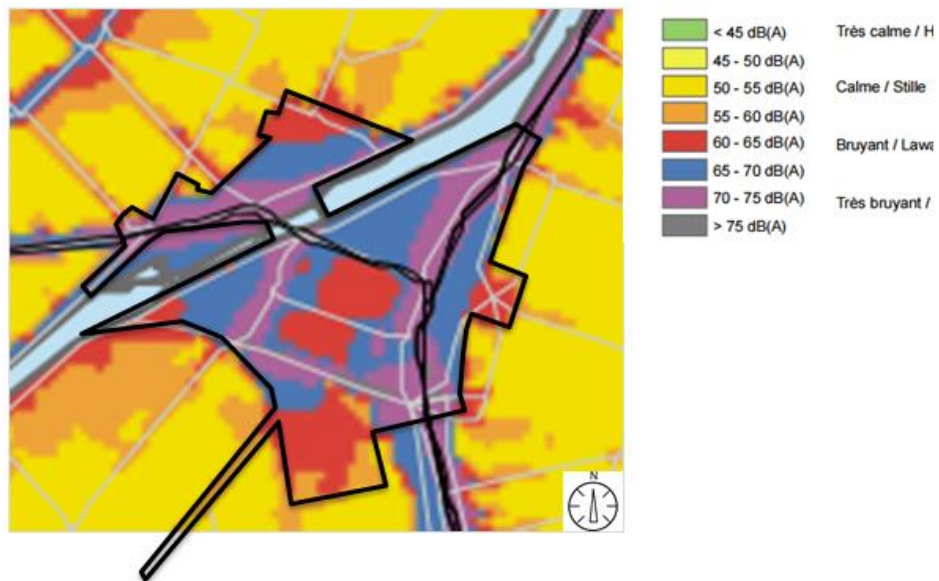 < 45 dB(A) Très calme / H
45 - 50 dB(A)
50 - 55 dB(A) Calme / Stille
55 - 60 dB(A)
60 - 65 dB(A) Bruyant / Lawa
65 - 70 dB(A)
70 - 75 dB(A) Très bruyant /
> 75 dB(A)
N